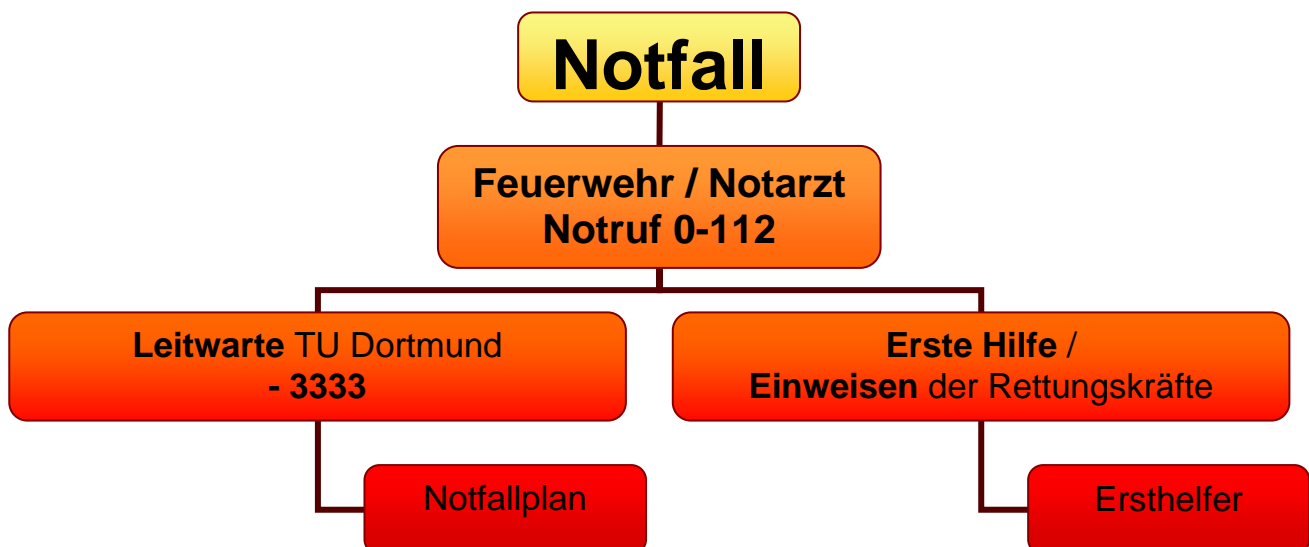 Notfall
Feuerwehr / Notarzt
Notruf 0-112
Leitwarte TU Dortmund
- 3333
Erste Hilfe /
Einweisen der Rettungskräfte
Notfallplan
Ersthelfer